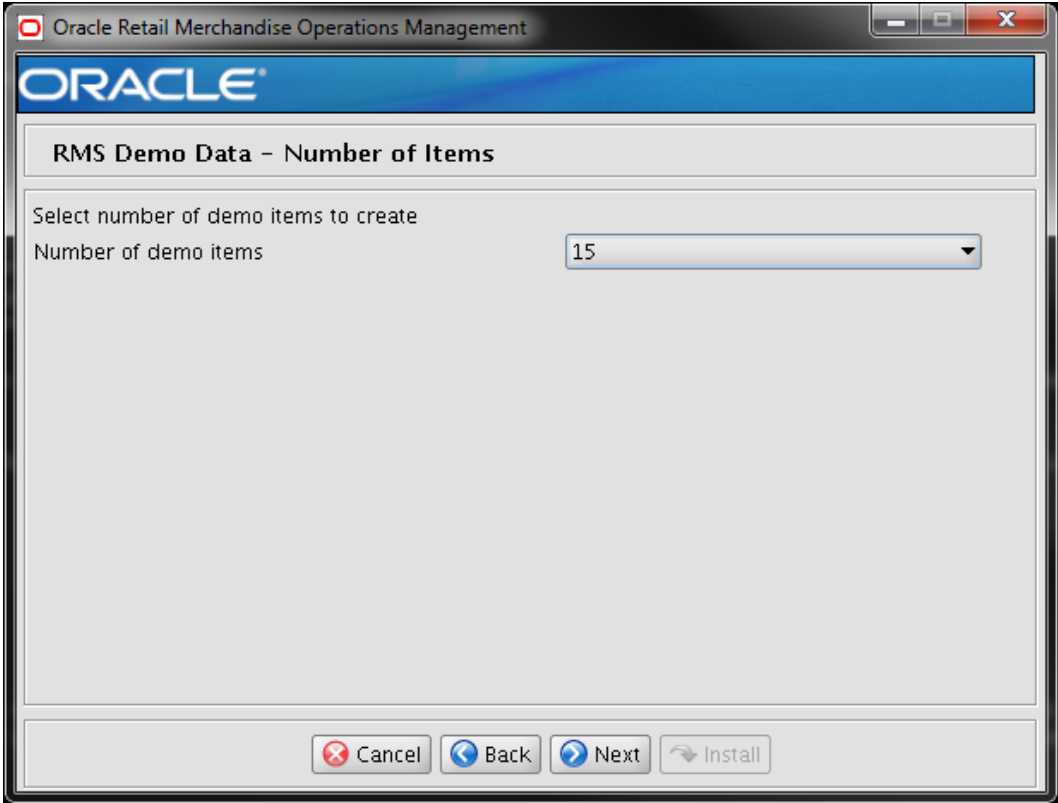 Oracle Retail Merchandise Operations Management
ORACLE®
RMS Demo Data - Number of Items
Select number of demo items to create
Number of demo items 15
Cancel Back Next Install